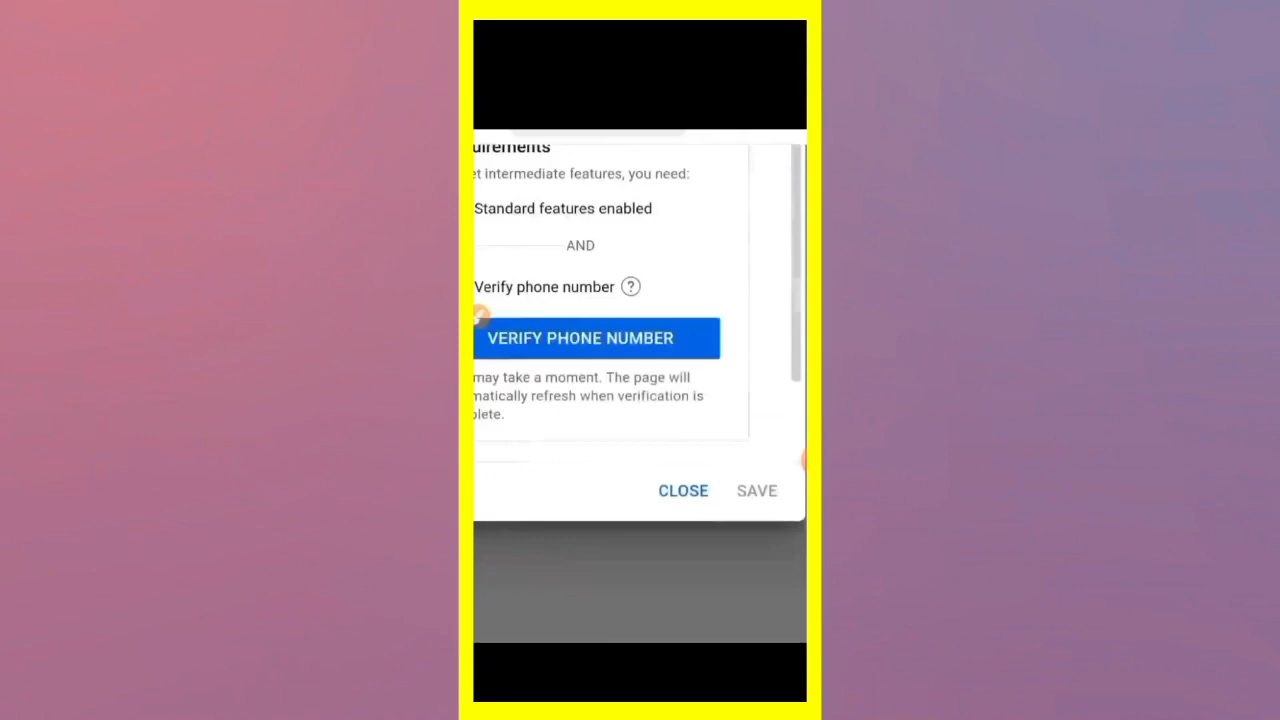 uirements
et intermediate features, you need:
Standard features enabled
AND
Verify phone number ?
VERIFY PHONE NUMBER
may take a moment. The page will
matically refresh when verification is
plete.
CLOSE SAVE